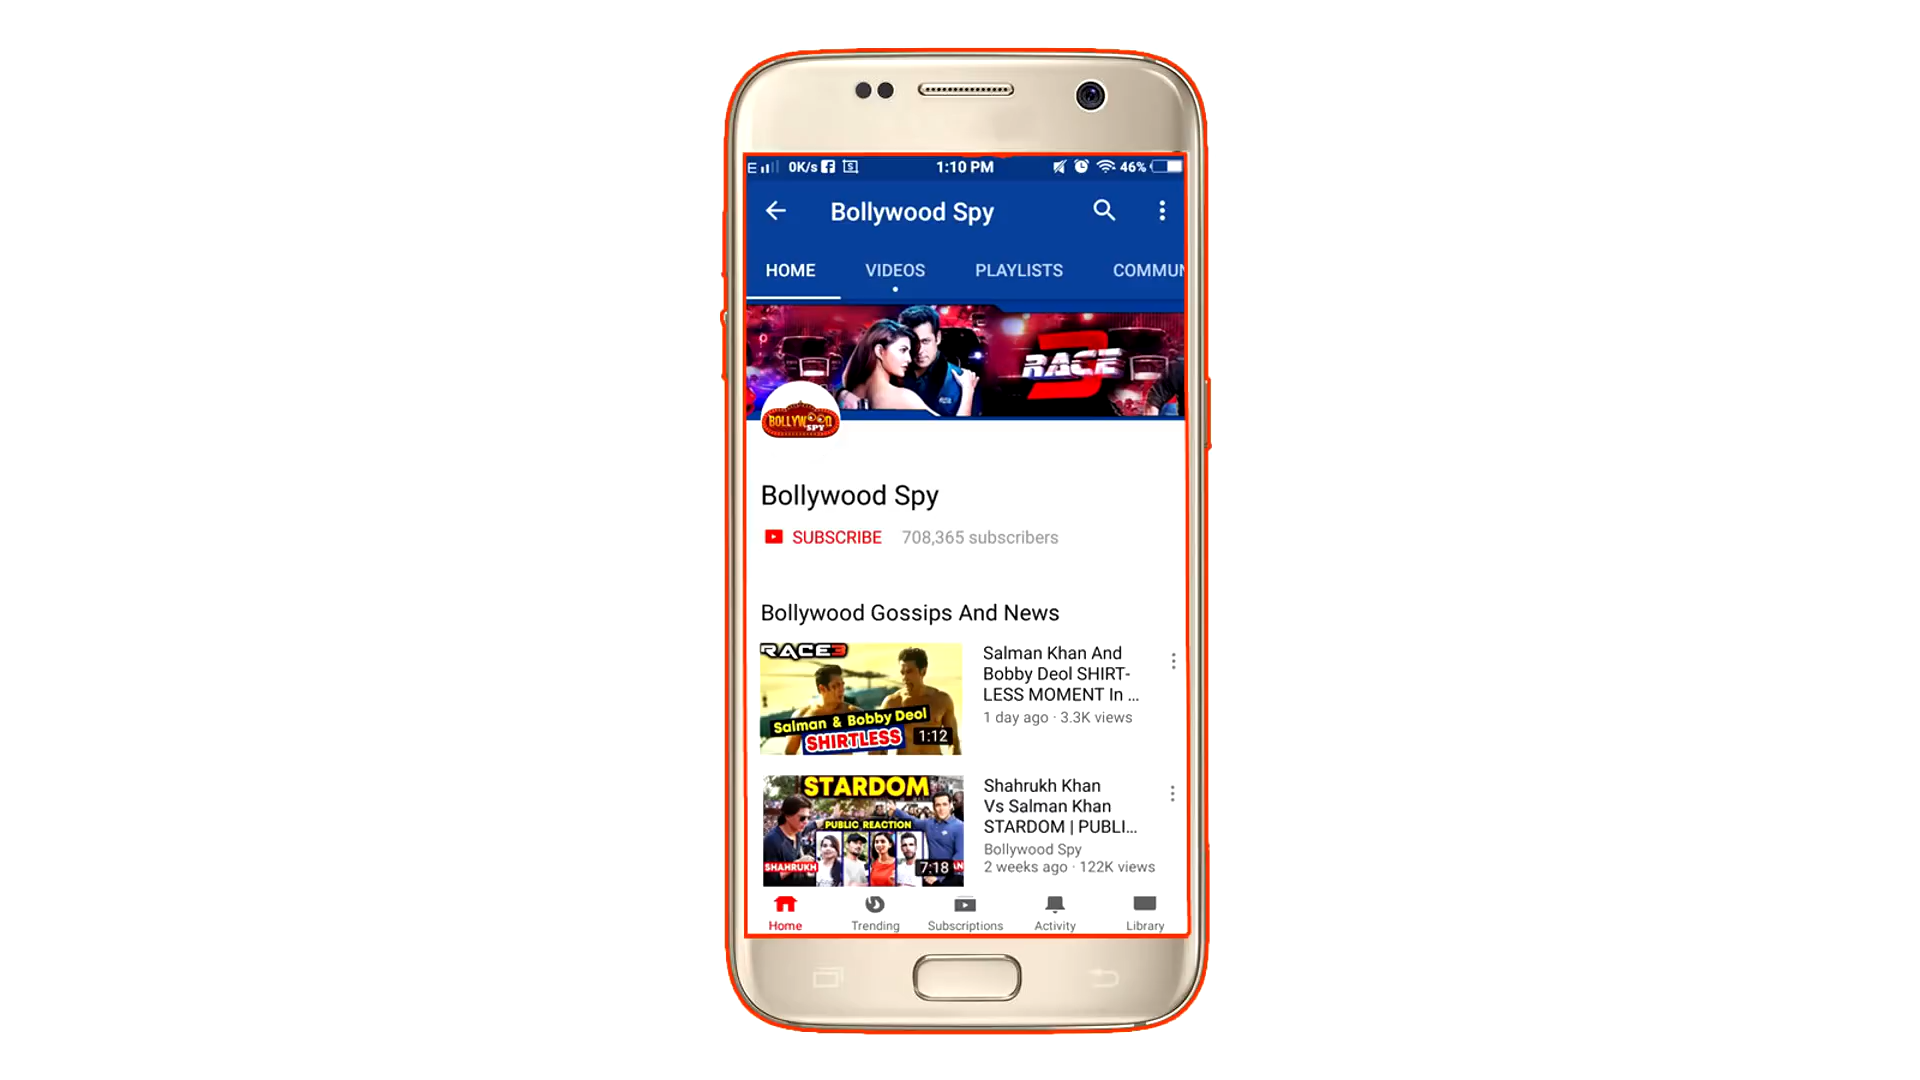 E 0K/s 1:10 PM 46%
Bollywood Spy
HOME VIDEOS PLAYLISTS COMMUN
RACE 3
BOLLYWOOD
SPY
Bollywood Spy
SUBSCRIBE 708,365 subscribers
Bollywood Gossips And News
RACE3
Salman & Bobby Deol
SHIRTLESS
1:12
Salman Khan And
Bobby Deol SHIRT-
LESS MOMENT In ...
1 day ago · 3.3K views
STARDOM
PUBLIC REACTION
SHAHRUKH
7:18
Shahrukh Khan
Vs Salman Khan
STARDOM | PUBLI...
Bollywood Spy
2 weeks ago · 122K views
Home Trending Subscriptions Activity Library